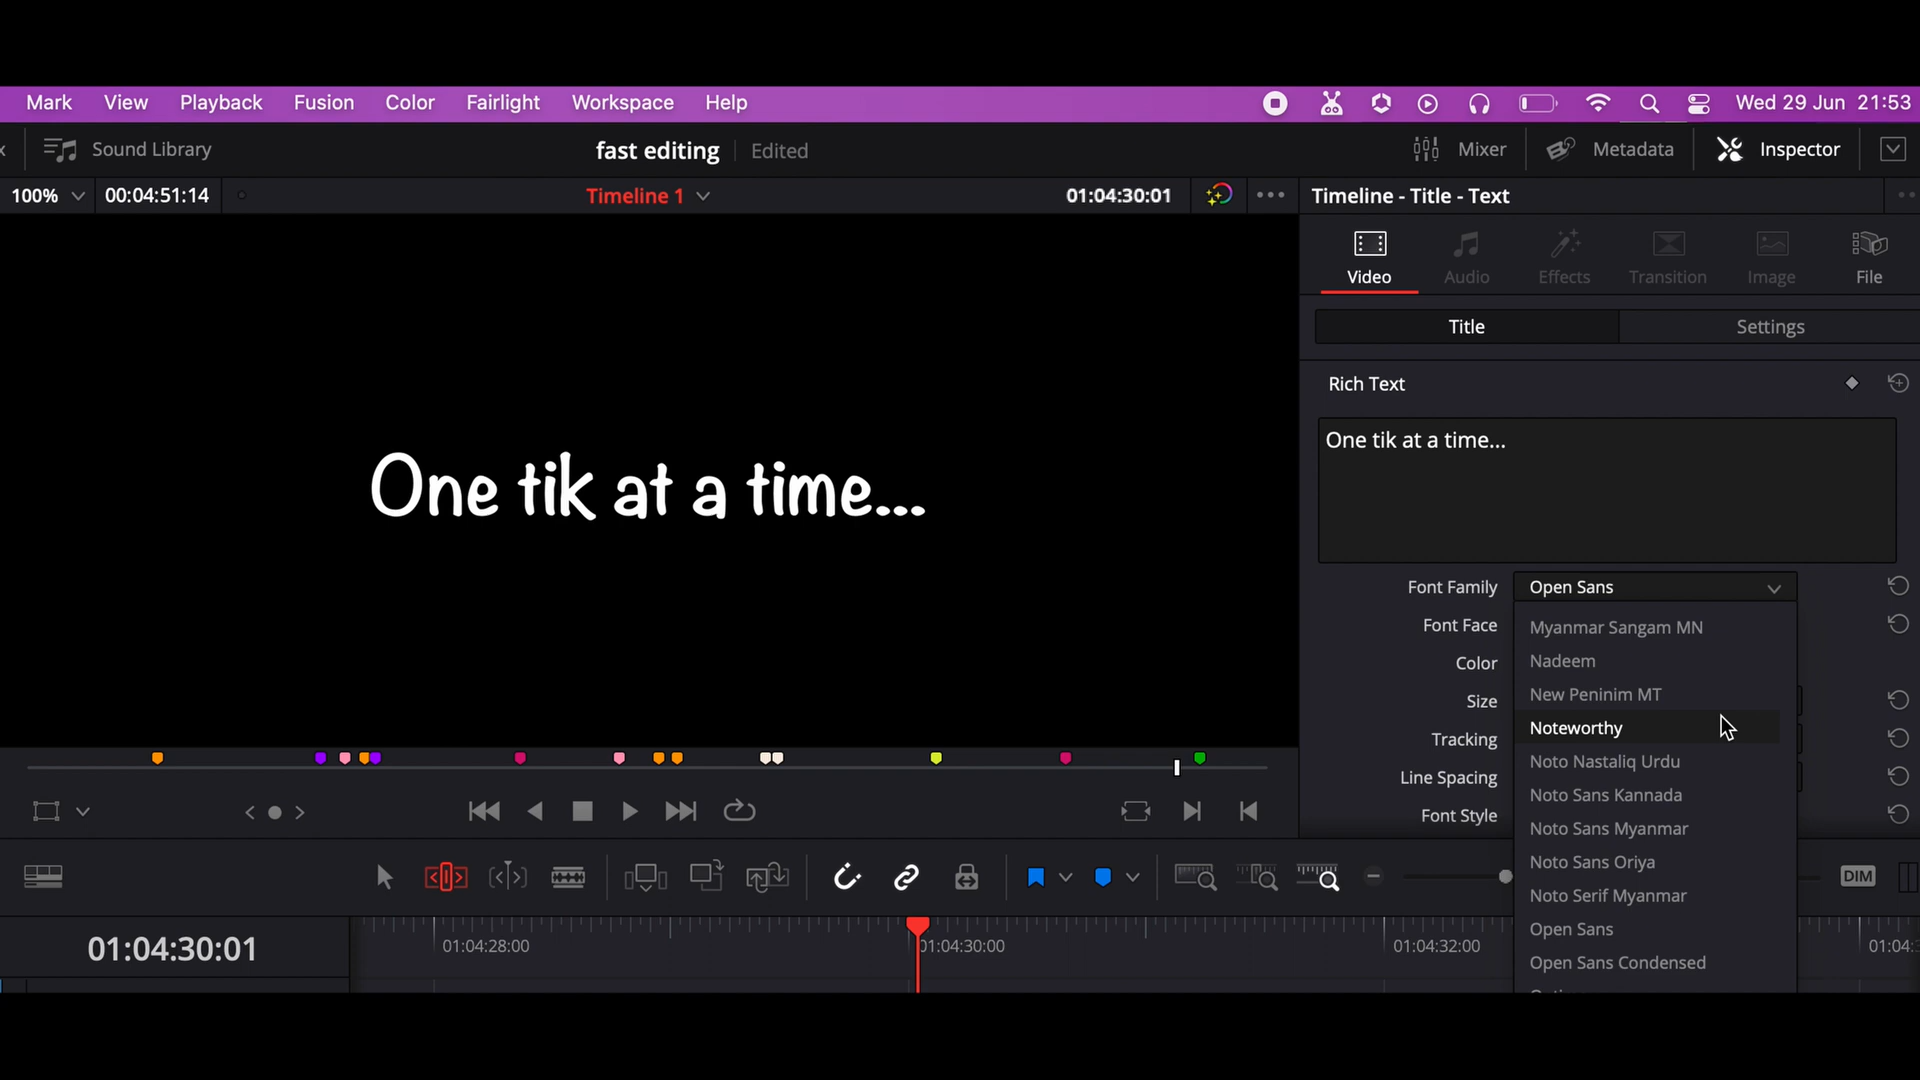 Mark View Playback Fusion Color Fairlight Workspace Help Wed 29 Jun 21:53
x Sound Library fast editing Edited Mixer Metadata Inspector
100% 00:04:51:14 Timeline 1 01:04:30:01 Timeline - Title - Text
Video Audio Effects Transition Image File
Title Settings
Rich Text
One tik at a time...
One tik at a time...
Font Family Open Sans
Font Face
Color
Size
Tracking
Line Spacing
Font Style
Myanmar Sangam MN
Nadeem
New Peninim MT
Noteworthy
Noto Nastaliq Urdu
Noto Sans Kannada
Noto Sans Myanmar
Noto Sans Oriya
Noto Serif Myanmar
Open Sans
Open Sans Condensed
DIM
01:04:30:01 01:04:28:00 01:04:30:00 01:04:32:00 01:04: